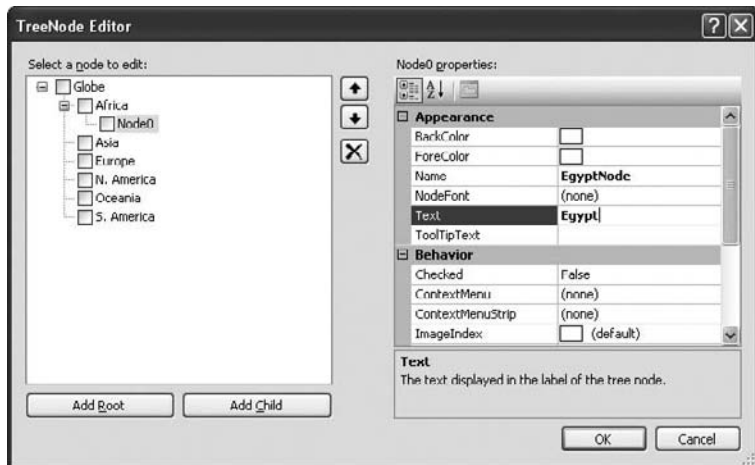 TreeNode Editor
Select a node to edit:
Globe
Africa
Node0
Asia
Europe
N. America
Oceania
S. America
Add Root
Add Child
Node0 properties:
Appearance
BackColor
ForeColor
Name EgyptNode
NodeFont (none)
Text Egypt
ToolTipText
Behavior
Checked False
ContextMenu (none)
ContextMenuStrip (none)
ImageIndex (default)
Text
The text displayed in the label of the tree node.
OK
Cancel